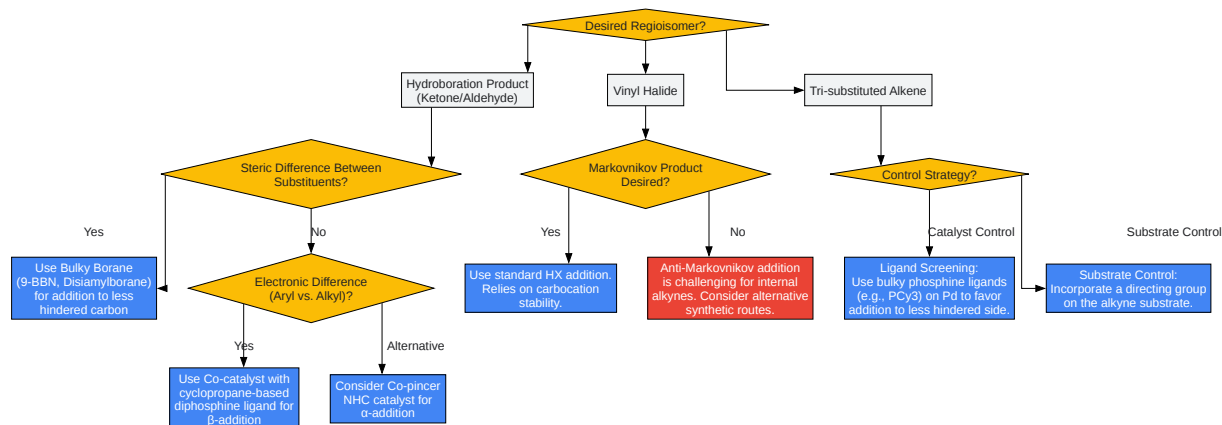 Desired Regioisomer?
Hydroboration Product
(Ketone/Aldehyde)
Vinyl Halide
Tri-substituted Alkene
Steric Difference Between
Substituents?
Markovnikov Product
Desired?
Control Strategy?
Yes
No
Yes
No
Catalyst Control
Substrate Control
Use Bulky Borane
(9-BBN, Disiamylborane)
for addition to less
hindered carbon
Electronic Difference
(Aryl vs. Alkyl)?
Use standard HX addition.
Relies on carbocation
stability.
Anti-Markovnikov addition
is challenging for internal
alkynes. Consider alternative
synthetic routes.
Ligand Screening:
Use bulky phosphine ligands
(e.g., PCy3) on Pd to favor
addition to less hindered side.
Substrate Control:
Incorporate a directing group
on the alkyne substrate.
Yes
Alternative
Use Co-catalyst with
cyclopropane-based
diphosphine ligand for
β-addition
Consider Co-pincer
NHC catalyst for
α-addition